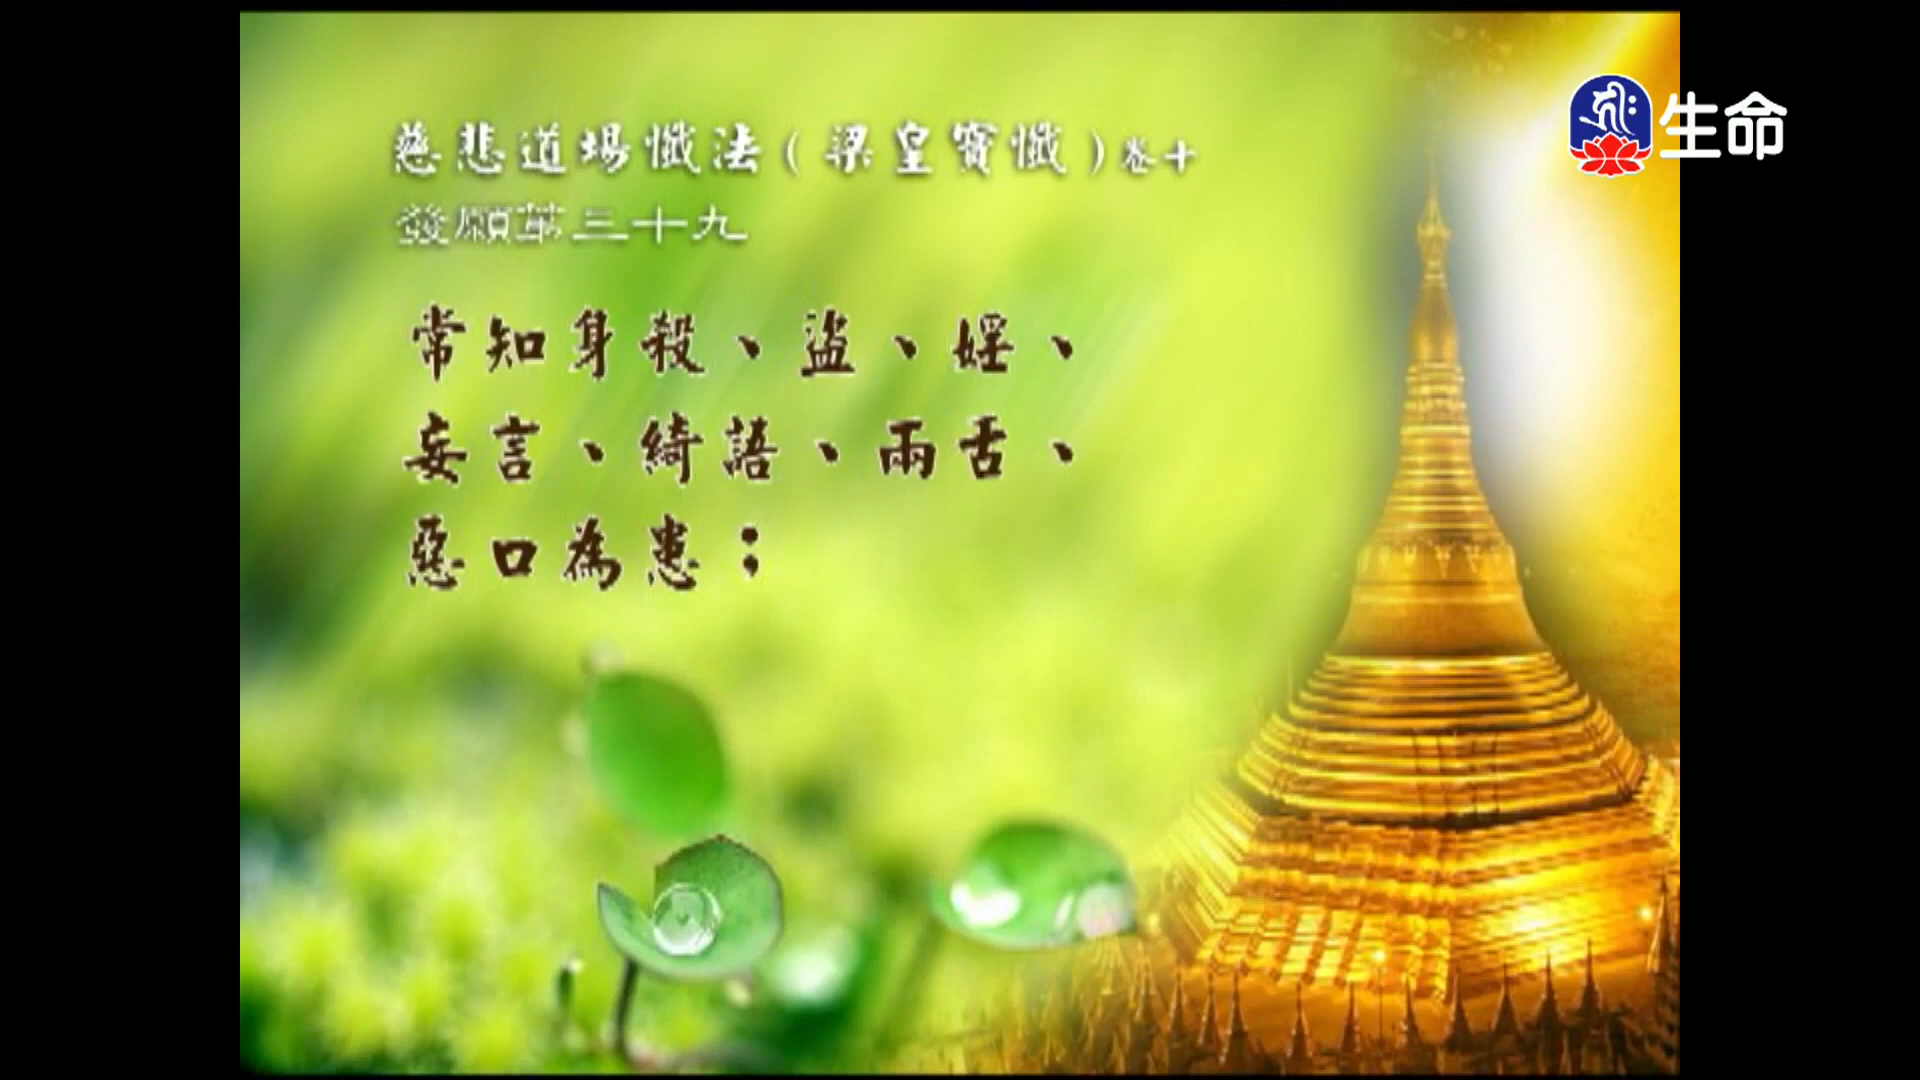 慈悲道場懺法（梁皇寶懺）卷十
生命
發願第三十九
常知身殺、盜、婬、
妄言、綺語、兩舌、
惡口為患；